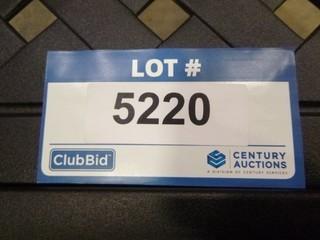 LOT #
5220
ClubBid
CENTURY
AUCTIONS
A DIVISION OF CENTURY SERVICES